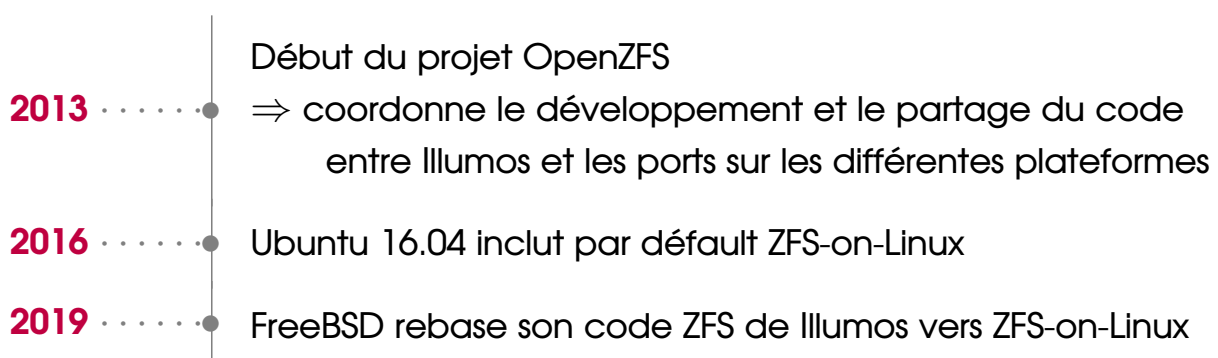 Début du projet OpenZFS
2013 ⇒ coordonne le développement et le partage du code
entre Illumos et les ports sur les différentes plateformes
2016 Ubuntu 16.04 inclut par défault ZFS-on-Linux
2019 FreeBSD rebase son code ZFS de Illumos vers ZFS-on-Linux